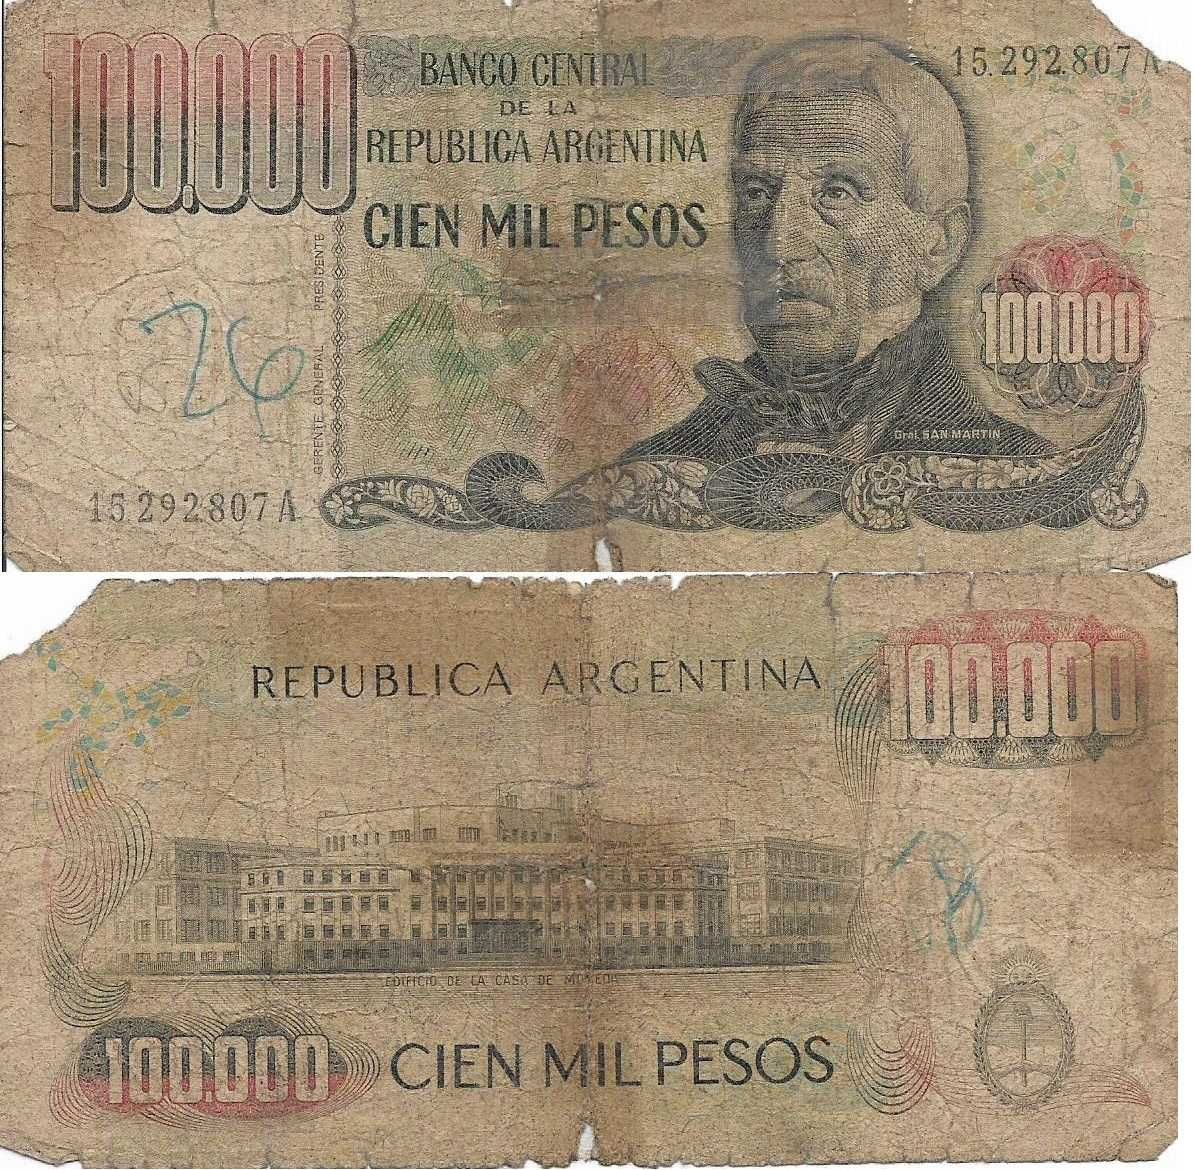 100.000
BANCO CENTRAL
DE LA
REPUBLICA ARGENTINA
CIEN MIL PESOS
15.292.807 A
PRESIDENTE
GERENTE GENERAL
26
100.000
Gral. SAN MARTIN
15.292.807 A
REPUBLICA ARGENTINA
100.000
EDIFICIO DE LA CASA DE MONEDA
100.000
CIEN MIL PESOS